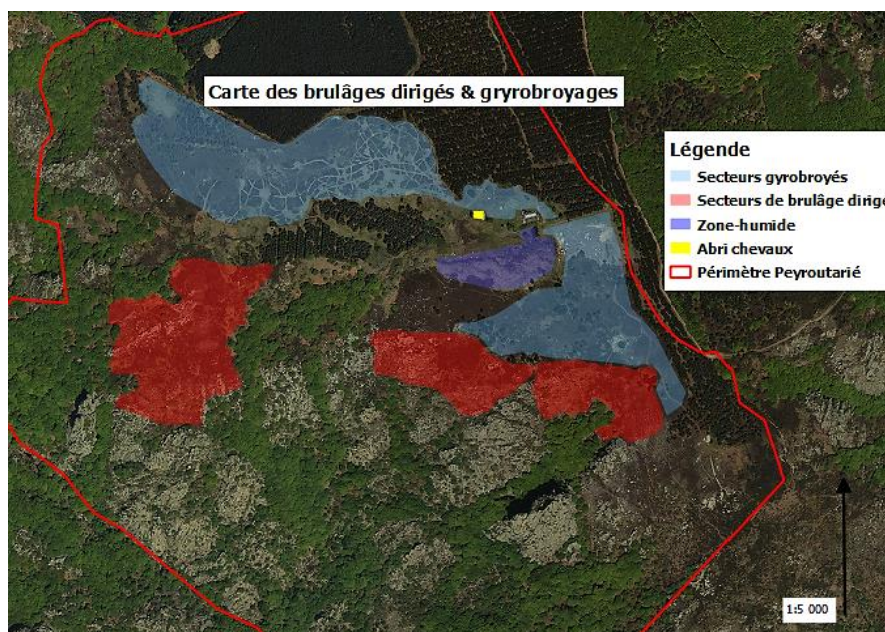 Carte des brulâges dirigés & gryrobroyages
Légende
Secteurs gyrobroyés
Secteurs de brulâge dirigé
Zone-humide
Abri chevaux
Périmètre Peyroutarié
1:5 000